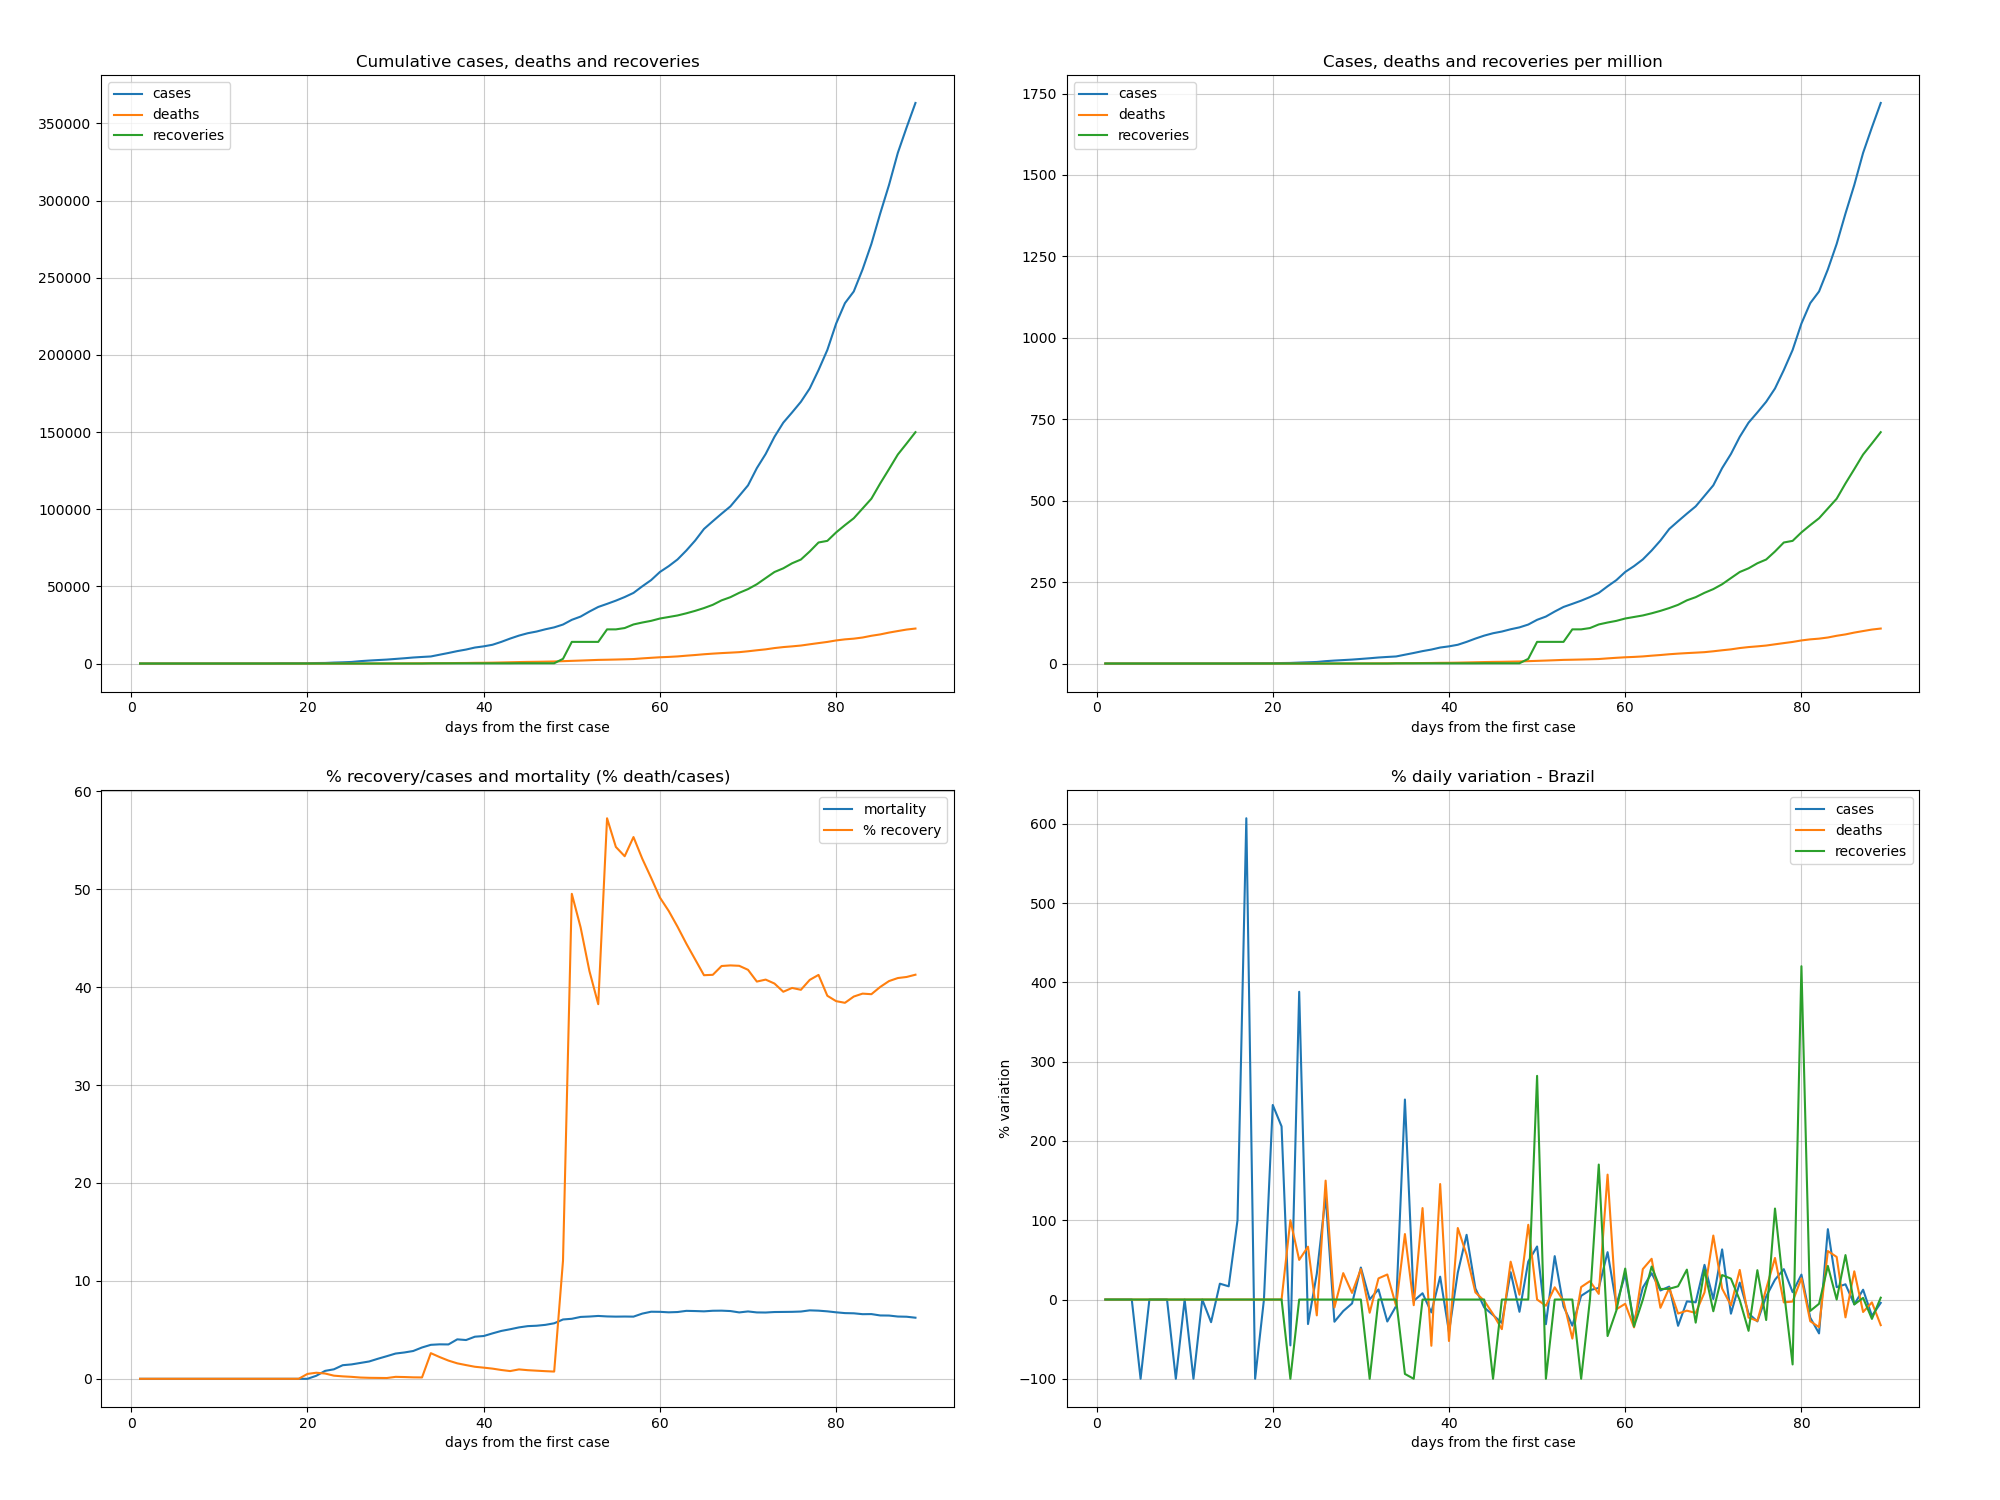 Cumulative cases, deaths and recoveries
cases
deaths
recoveries
350000
300000
250000
200000
150000
100000
50000
0
0 20 40 60 80
days from the first case
Cases, deaths and recoveries per million
cases
deaths
recoveries
1750
1500
1250
1000
750
500
250
0
0 20 40 60 80
days from the first case
% recovery/cases and mortality (% death/cases)
mortality
% recovery
60
50
40
30
20
10
0
0 20 40 60 80
days from the first case
% daily variation - Brazil
cases
deaths
recoveries
% variation
600
500
400
300
200
100
0
−100
0 20 40 60 80
days from the first case